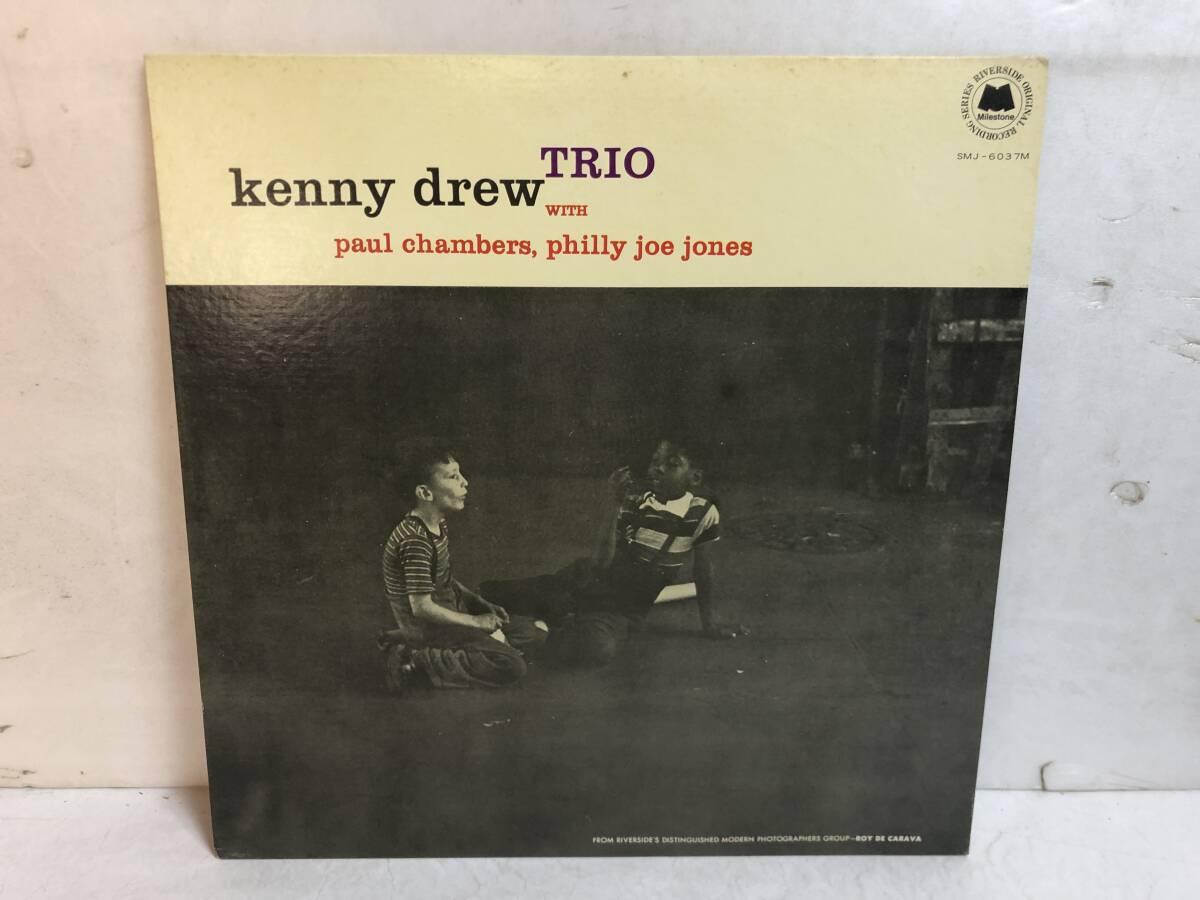 RIVERSIDE ORIGINAL RECORDING SERIES
Milestone
SMJ-6037M
TRIO
kenny drew
WITH
paul chambers, philly joe jones
FROM RIVERSIDE'S DISTINGUISHED MODERN PHOTOGRAPHERS GROUP—ROY DE CARAVA